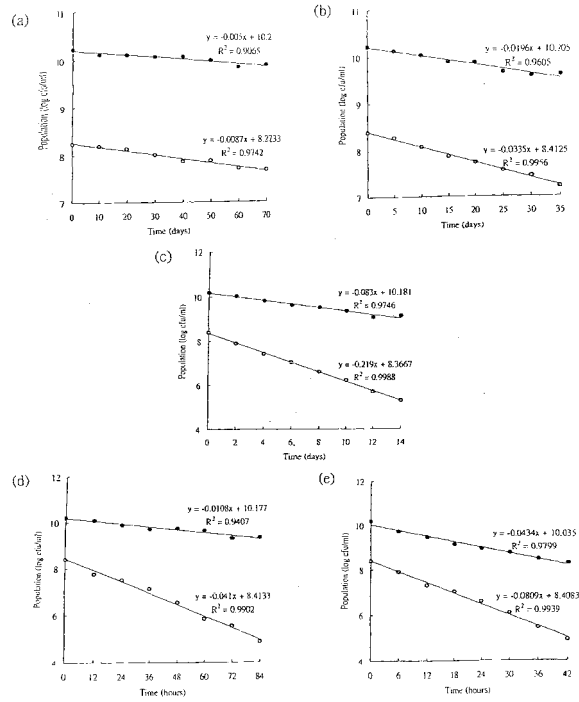 (a)
11
10
9
8
7
Population (log cfu/ml)
y = -0.005x + 10.2
R² = 0.9065
y = -0.0087x + 8.2233
R² = 0.9742
0 10 20 30 40 50 60 70
Time (days)
(b)
11
10
9
8
7
Population (log cfu/ml)
y = -0.0196x + 10.205
R² = 0.9605
y = -0.0335x + 8.4125
R² = 0.9956
0 5 10 15 20 25 30 35
Time (days)
(c)
12
10
8
6
4
Population (log cfu/ml)
y = -0.083x + 10.181
R² = 0.9746
y = -0.219x + 8.3667
R² = 0.9988
0 2 4 6 8 10 12 14
Time (days)
(d)
12
10
8
6
4
Population (log cfu/ml)
y = -0.0108x + 10.177
R² = 0.9407
y = -0.041x + 8.4133
R² = 0.9902
0 12 24 36 48 60 72 84
Time (hours)
(e)
12
10
8
6
4
Population (log cfu/ml)
y = -0.0434x + 10.035
R² = 0.9799
y = -0.0809x + 8.4083
R² = 0.9939
0 6 12 18 24 30 36 42
Time (hours)